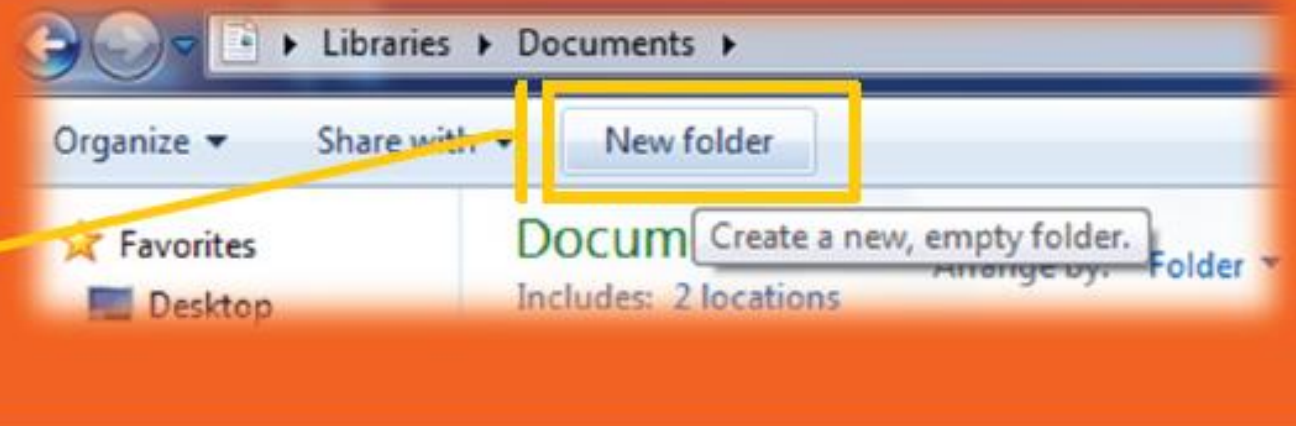 Libraries Documents
Organize Share with New folder
Favorites
Docum Create a new, empty folder.
Arrange by: Folder
Desktop
Includes: 2 locations